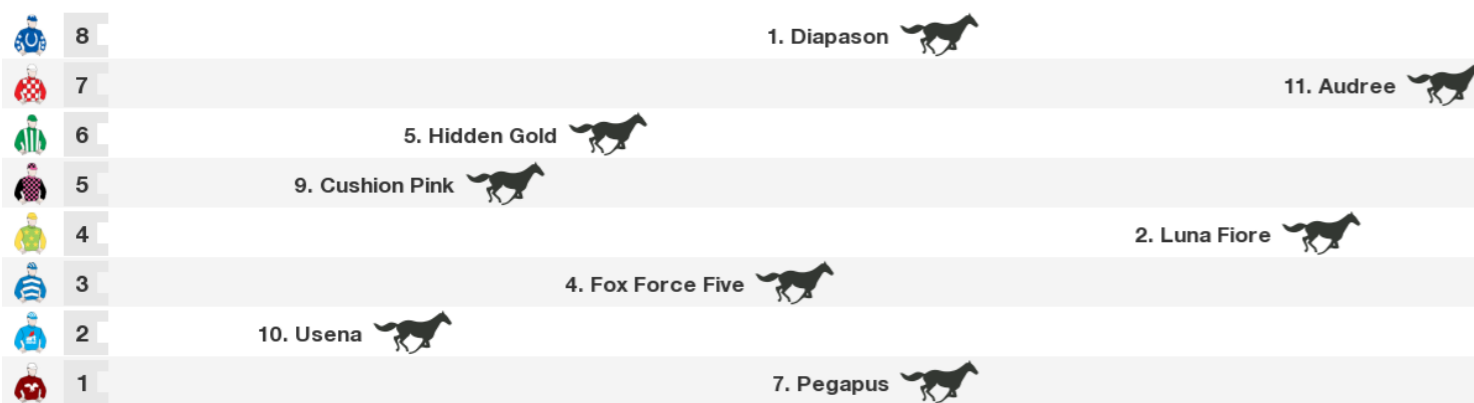 8 1. Diapason
7 11. Audree
6 5. Hidden Gold
5 9. Cushion Pink
4 2. Luna Fiore
3 4. Fox Force Five
2 10. Usena
1 7. Pegapus